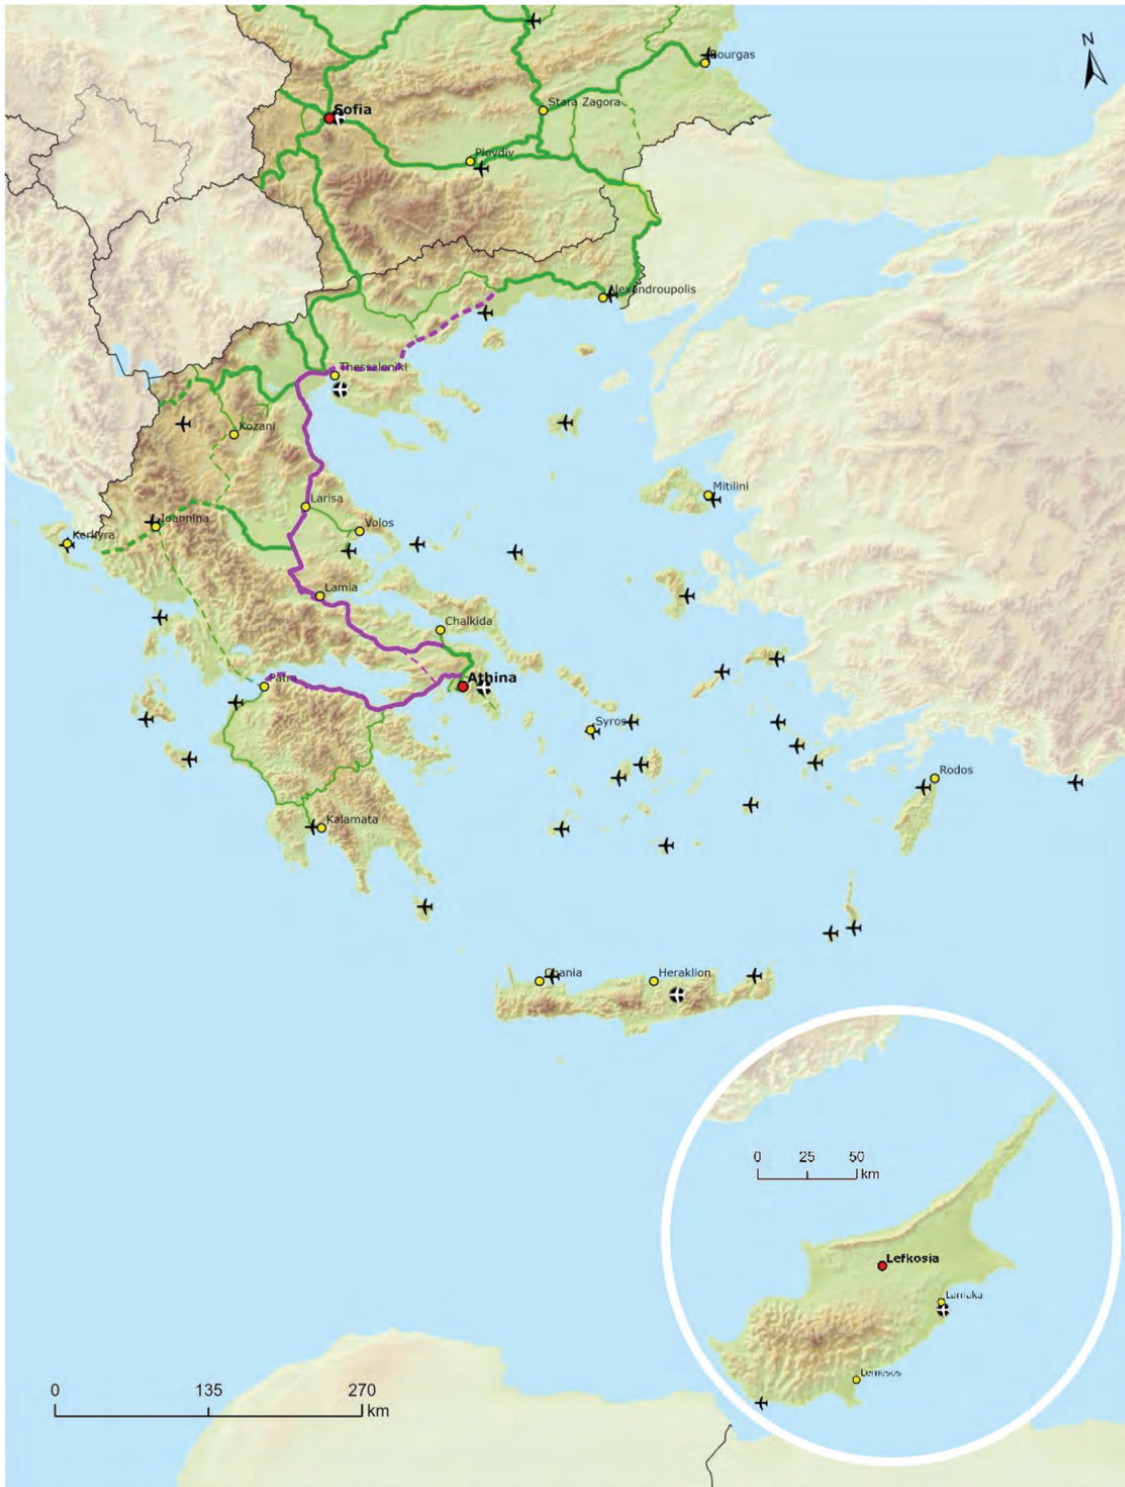 N
Bourgas
Stara Zagora
Sofia
Plovdiv
Alexandroupolis
Thessaloniki
Kozani
Mitilini
Larisa
Ioannina
Volos
Kerkyra
Lamia
Chalkida
Patra
Athina
Syros
Rodos
Kalamata
Chania
Heraklion
0 25 50
km
Lefkosia
Larnaka
Lemesos
0 135 270
km